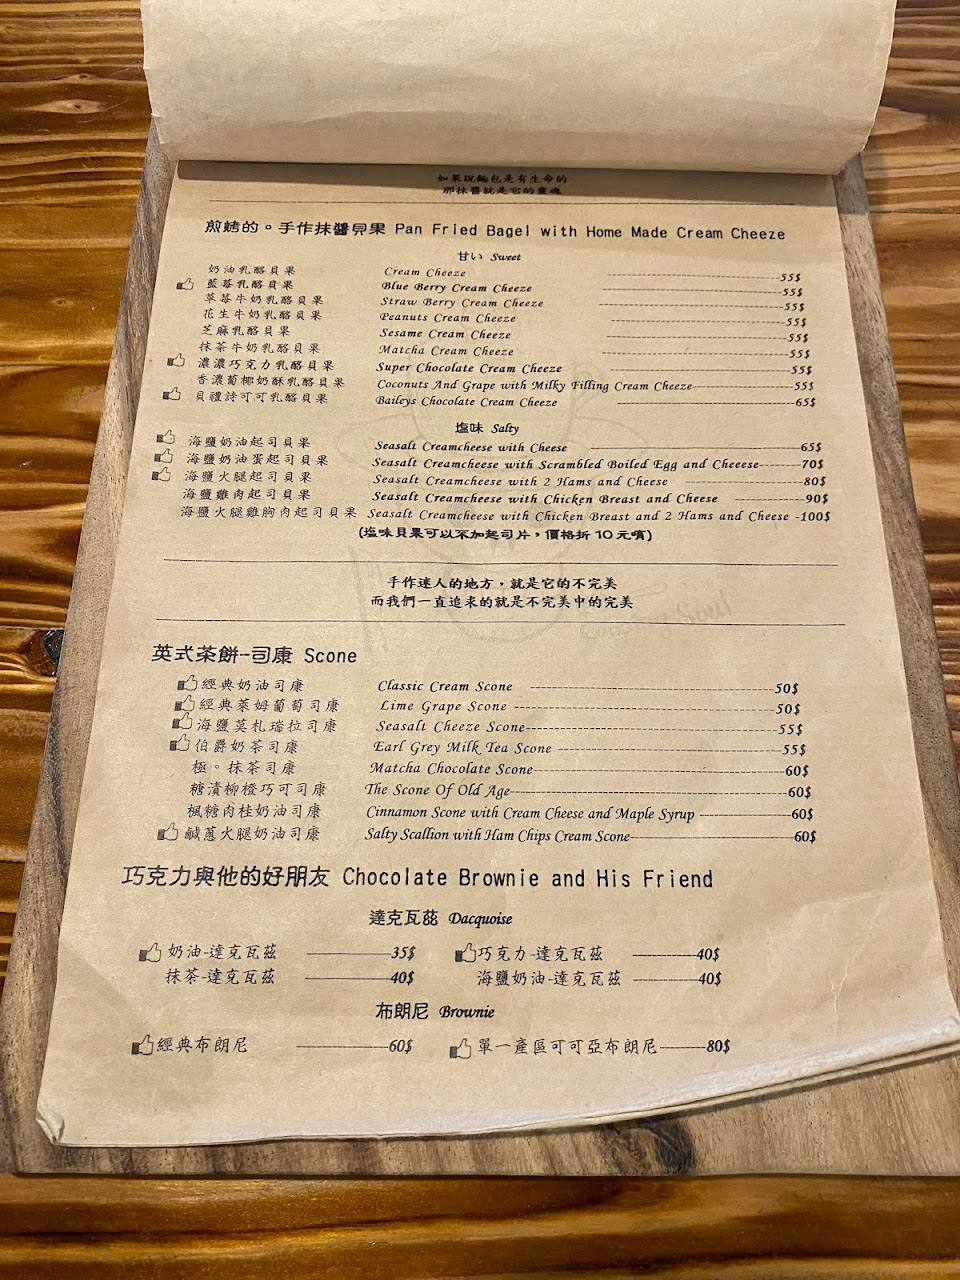 如果說麵包是有生命的
那抹醬就是它的靈魂
煎烤的。手作抹醬貝果 Pan Fried Bagel with Home Made Cream Cheeze
甘い Sweet
奶油乳酪貝果 Cream Cheeze 55$
藍莓乳酪貝果 Blue Berry Cream Cheeze 55$
草莓牛奶乳酪貝果 Straw Berry Cream Cheeze 55$
花生牛奶乳酪貝果 Peanuts Cream Cheeze 55$
芝麻乳酪貝果 Sesame Cream Cheeze 55$
抹茶牛奶乳酪貝果 Matcha Cream Cheeze 55$
濃濃巧克力乳酪貝果 Super Chocolate Cream Cheeze 55$
香濃葡椰奶酥乳酪貝果 Coconuts And Grape with Milky Filling Cream Cheeze 55$
貝禮詩可可乳酪貝果 Baileys Chocolate Cream Cheeze 65$
塩味 Salty
海鹽奶油起司貝果 Seasalt Creamcheese with Cheese 65$
海鹽奶油蛋起司貝果 Seasalt Creamcheese with Scrambled Boiled Egg and Cheeese 70$
海鹽火腿起司貝果 Seasalt Creamcheese with 2 Hams and Cheese 80$
海鹽雞肉起司貝果 Seasalt Creamcheese with Chicken Breast and Cheese 90$
海鹽火腿雞胸肉起司貝果 Seasalt Creamcheese with Chicken Breast and 2 Hams and Cheese -100$
(塩味貝果可以不加起司片，價格折10元唷)
手作迷人的地方，就是它的不完美
而我們一直追求的就是不完美中的完美
英式茶餅-司康 Scone
經典奶油司康 Classic Cream Scone 50$
經典萊姆葡萄司康 Lime Grape Scone 50$
海鹽莫札瑞拉司康 Seasalt Cheeze Scone 55$
伯爵奶茶司康 Earl Grey Milk Tea Scone 55$
極。抹茶司康 Matcha Chocolate Scone 60$
糖漬柳橙巧可司康 The Scone Of Old Age 60$
楓糖肉桂奶油司康 Cinnamon Scone with Cream Cheese and Maple Syrup 60$
鹹蔥火腿奶油司康 Salty Scallion with Ham Chips Cream Scone 60$
巧克力與他的好朋友 Chocolate Brownie and His Friend
達克瓦茲 Dacquoise
奶油-達克瓦茲 35$ 巧克力-達克瓦茲 40$
抹茶-達克瓦茲 40$ 海鹽奶油-達克瓦茲 40$
布朗尼 Brownie
經典布朗尼 60$ 單一產區可可亞布朗尼 80$